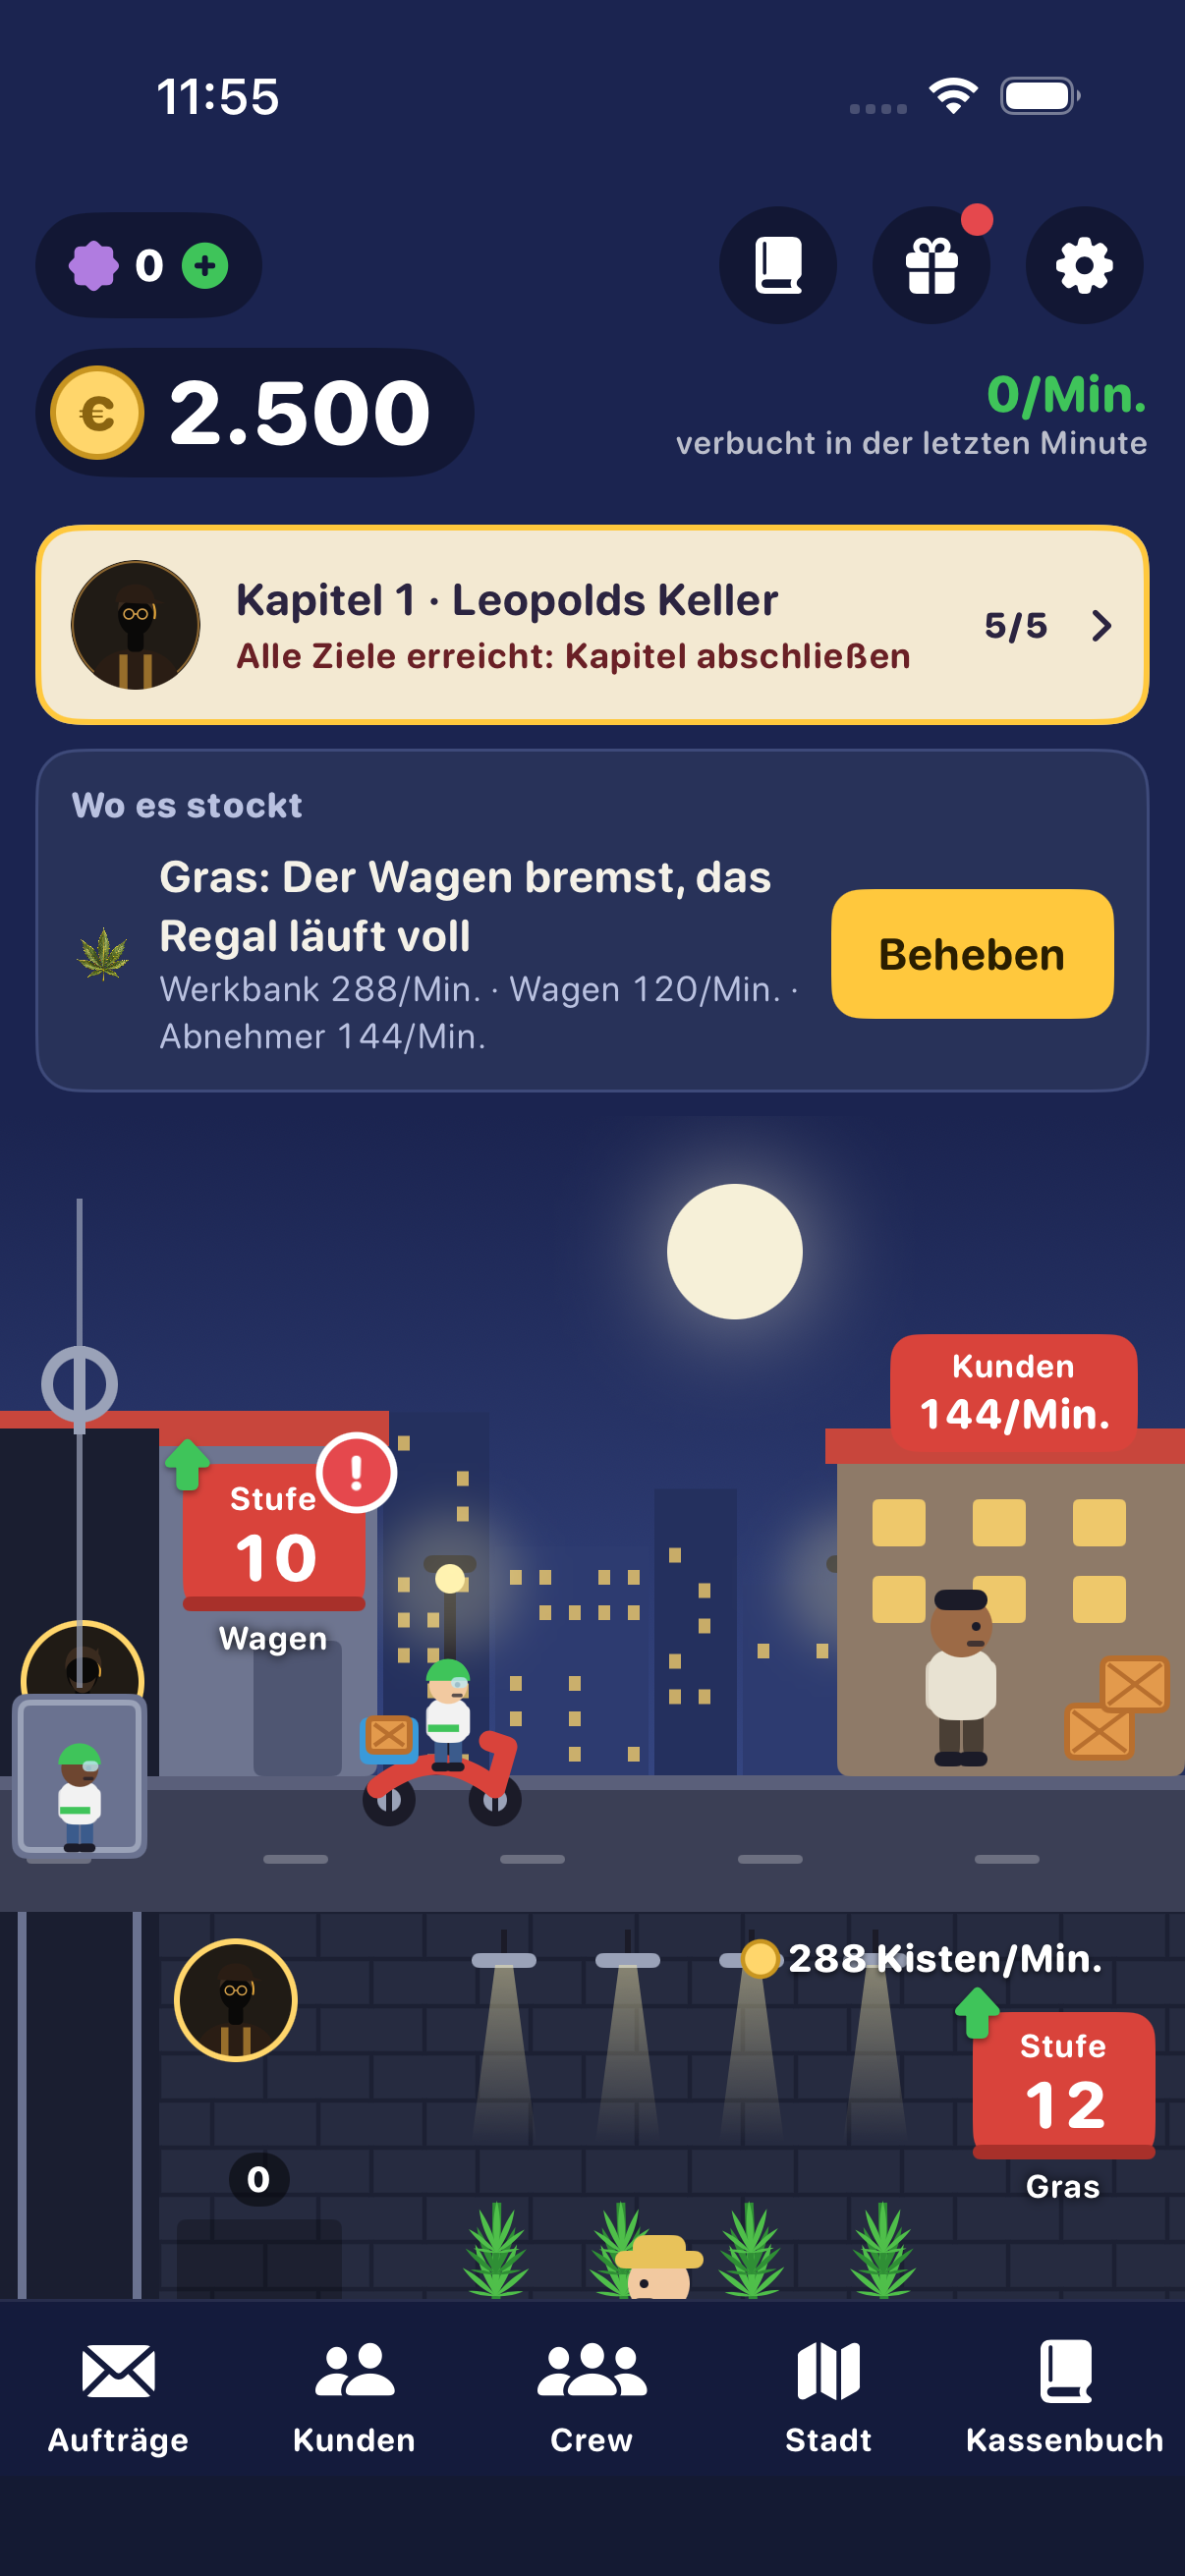 11:55
0
€ 2.500
0/Min.
verbucht in der letzten Minute
Kapitel 1 · Leopolds Keller
Alle Ziele erreicht: Kapitel abschließen
5/5
Wo es stockt
Gras: Der Wagen bremst, das
Regal läuft voll
Werkbank 288/Min. · Wagen 120/Min. ·
Abnehmer 144/Min.
Beheben
Kunden
144/Min.
Stufe
10
!
Wagen
288 Kisten/Min.
Stufe
12
Gras
0
Aufträge
Kunden
Crew
Stadt
Kassenbuch